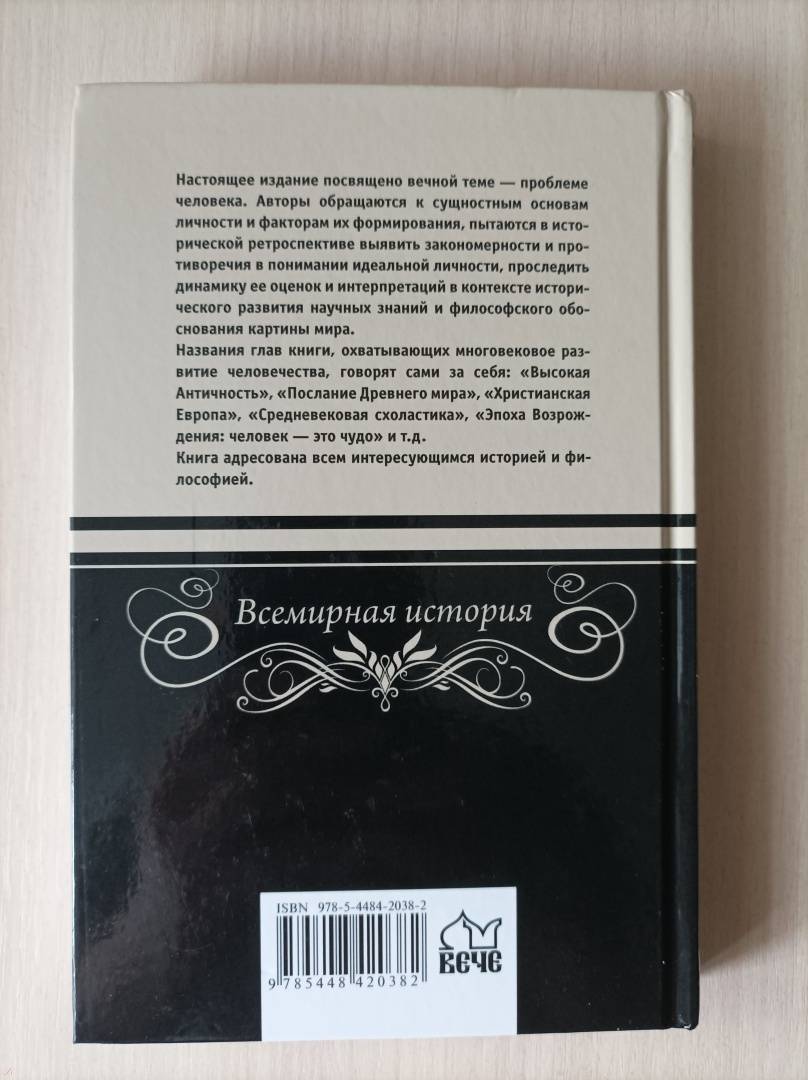 Настоящее издание посвящено вечной теме — проблеме
человека. Авторы обращаются к сущностным основам
личности и факторам их формирования, пытаются в исто-
рической ретроспективе выявить закономерности и про-
тиворечия в понимании идеальной личности, проследить
динамику ее оценок и интерпретаций в контексте истори-
ческого развития научных знаний и философского обо-
снования картины мира.
Названия глав книги, охватывающих многовековое раз-
витие человечества, говорят сами за себя: «Высокая
Античность», «Послание Древнего мира», «Христианская
Европа», «Средневековая схоластика», «Эпоха Возрож-
дения: человек — это чудо» и т.д.
Книга адресована всем интересующимся историей и фи-
лософией.
Всемирная история
ISBN 978-5-4484-2038-2
9 785448 420382
ВЕЧЕ